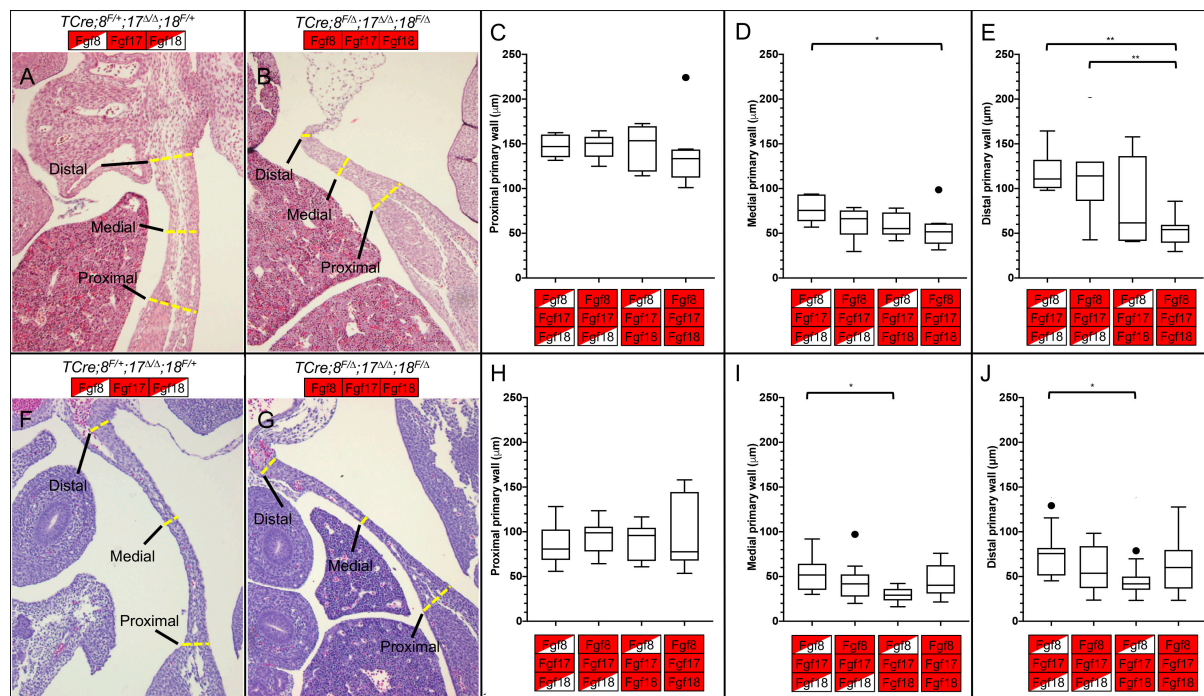 TCre;8F/+;17Δ/Δ;18F/+
Fgf8 Fgf17 Fgf18
A
Distal
Medial
Proximal
TCre;8F/Δ;17Δ/Δ;18F/Δ
Fgf8 Fgf17 Fgf18
B
Distal
Medial
Proximal
C
Proximal primary wall (μm)
250
200
150
100
50
0
Fgf8 Fgf8 Fgf8 Fgf8
Fgf17 Fgf17 Fgf17 Fgf17
Fgf18 Fgf18 Fgf18 Fgf18
D
Medial primary wall (μm)
250
200
150
100
50
0
*
Fgf8 Fgf8 Fgf8 Fgf8
Fgf17 Fgf17 Fgf17 Fgf17
Fgf18 Fgf18 Fgf18 Fgf18
E
Distal primary wall (μm)
250
200
150
100
50
0
**
**
Fgf8 Fgf8 Fgf8 Fgf8
Fgf17 Fgf17 Fgf17 Fgf17
Fgf18 Fgf18 Fgf18 Fgf18
TCre;8F/+;17Δ/Δ;18F/+
Fgf8 Fgf17 Fgf18
F
Distal
Medial
Proximal
TCre;8F/Δ;17Δ/Δ;18F/Δ
Fgf8 Fgf17 Fgf18
G
Distal
Medial
Proximal
H
Proximal primary wall (μm)
250
200
150
100
50
0
Fgf8 Fgf8 Fgf8 Fgf8
Fgf17 Fgf17 Fgf17 Fgf17
Fgf18 Fgf18 Fgf18 Fgf18
I
Medial primary wall (μm)
250
200
150
100
50
0
*
Fgf8 Fgf8 Fgf8 Fgf8
Fgf17 Fgf17 Fgf17 Fgf17
Fgf18 Fgf18 Fgf18 Fgf18
J
Distal primary wall (μm)
250
200
150
100
50
0
*
Fgf8 Fgf8 Fgf8 Fgf8
Fgf17 Fgf17 Fgf17 Fgf17
Fgf18 Fgf18 Fgf18 Fgf18